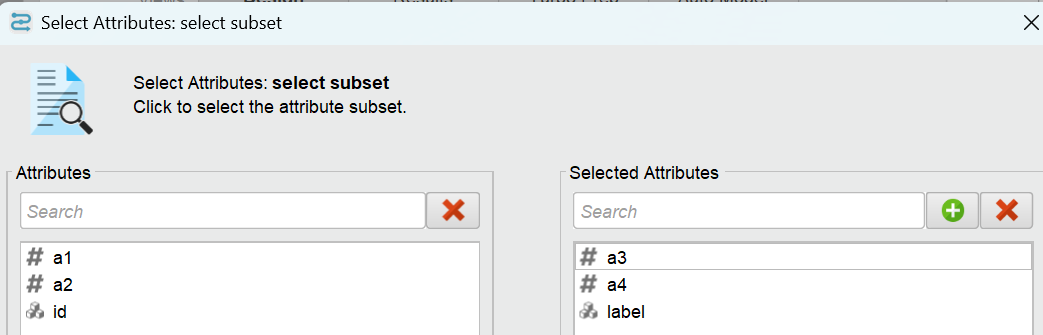 Select Attributes: select subset
Select Attributes: select subset
Click to select the attribute subset.
Attributes
Selected Attributes
Search
Search
a1
a2
id
a3
a4
label